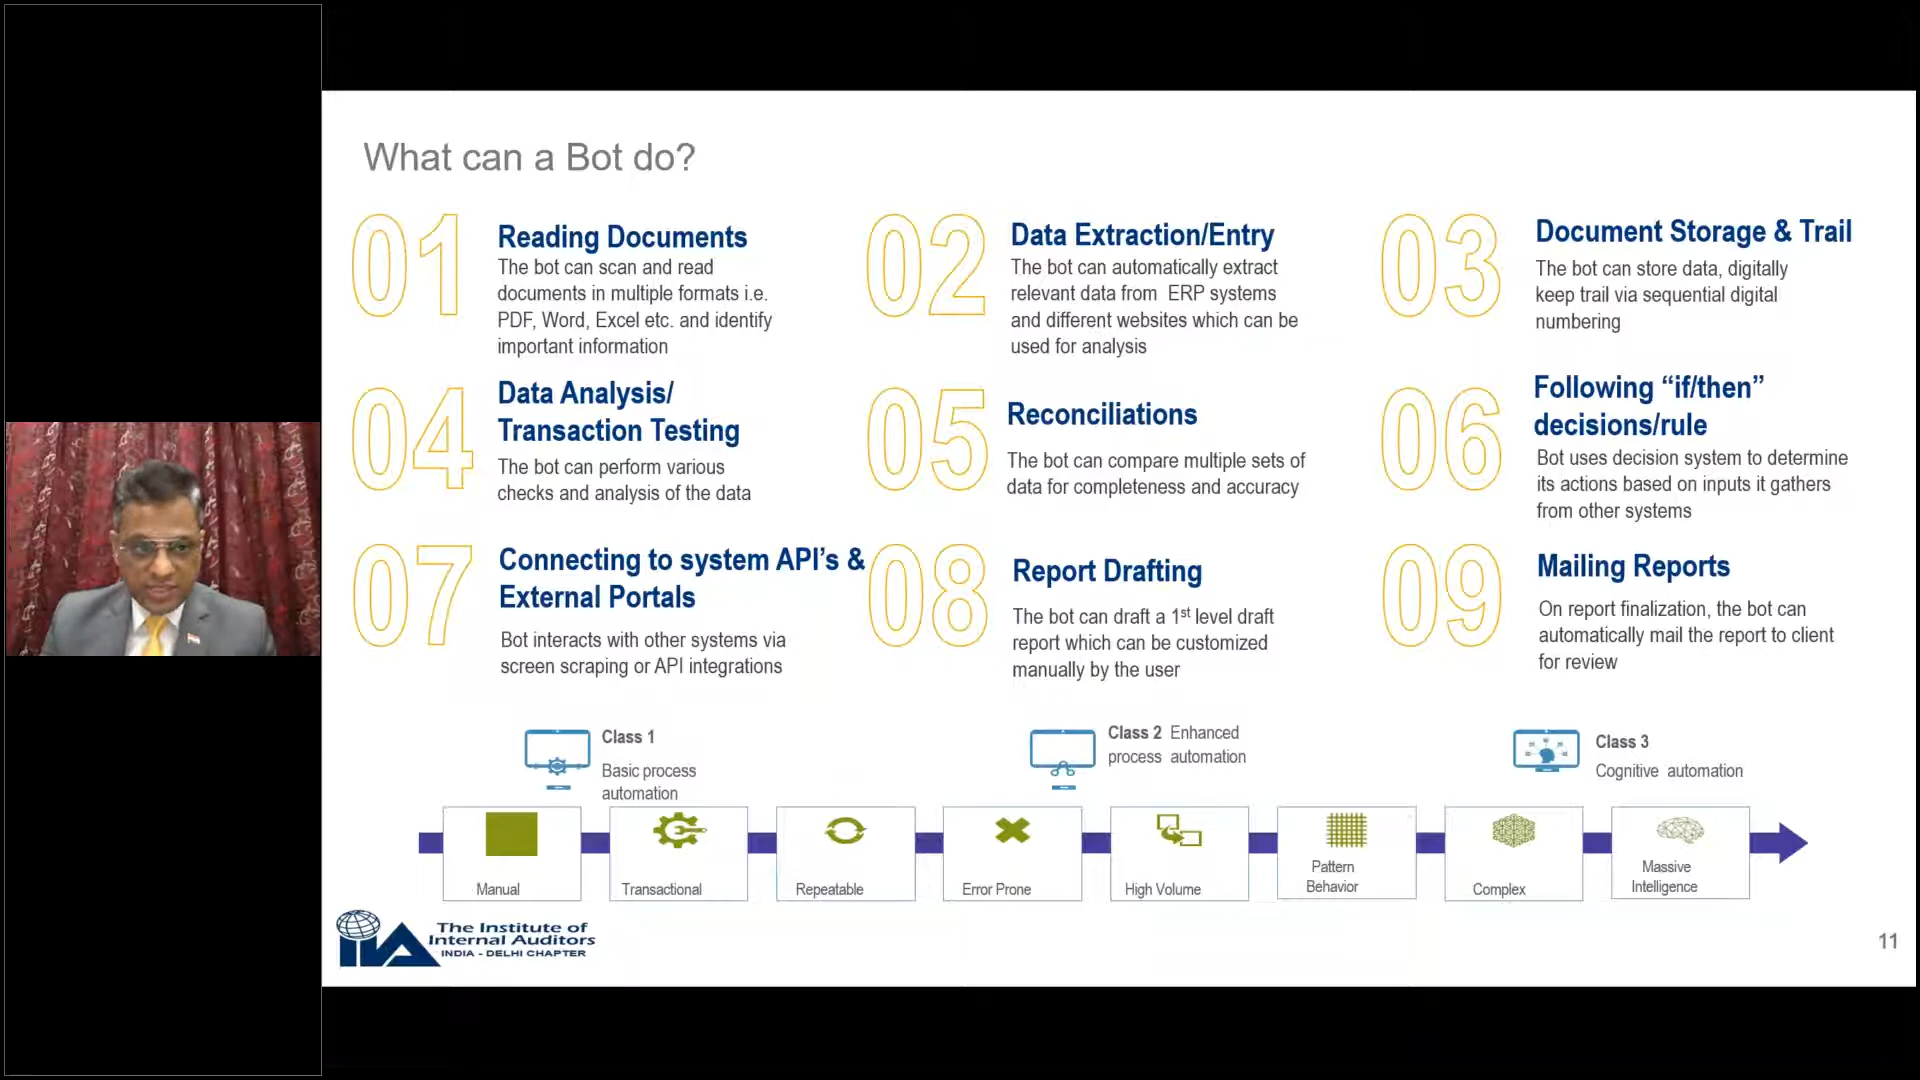 What can a Bot do?
01
Reading Documents
The bot can scan and read
documents in multiple formats i.e.
PDF, Word, Excel etc. and identify
important information
02
Data Extraction/Entry
The bot can automatically extract
relevant data from ERP systems
and different websites which can be
used for analysis
03
Document Storage & Trail
The bot can store data, digitally
keep trail via sequential digital
numbering
04
Data Analysis/
Transaction Testing
The bot can perform various
checks and analysis of the data
05
Reconciliations
The bot can compare multiple sets of
data for completeness and accuracy
06
Following “if/then”
decisions/rule
Bot uses decision system to determine
its actions based on inputs it gathers
from other systems
07
Connecting to system API’s &
External Portals
Bot interacts with other systems via
screen scraping or API integrations
08
Report Drafting
The bot can draft a 1st level draft
report which can be customized
manually by the user
09
Mailing Reports
On report finalization, the bot can
automatically mail the report to client
for review
Class 1
Basic process
automation
Class 2 Enhanced
process automation
Class 3
Cognitive automation
Manual
Transactional
Repeatable
Error Prone
High Volume
Pattern
Behavior
Complex
Massive
Intelligence
IIA
The Institute of
Internal Auditors
INDIA - DELHI CHAPTER
11